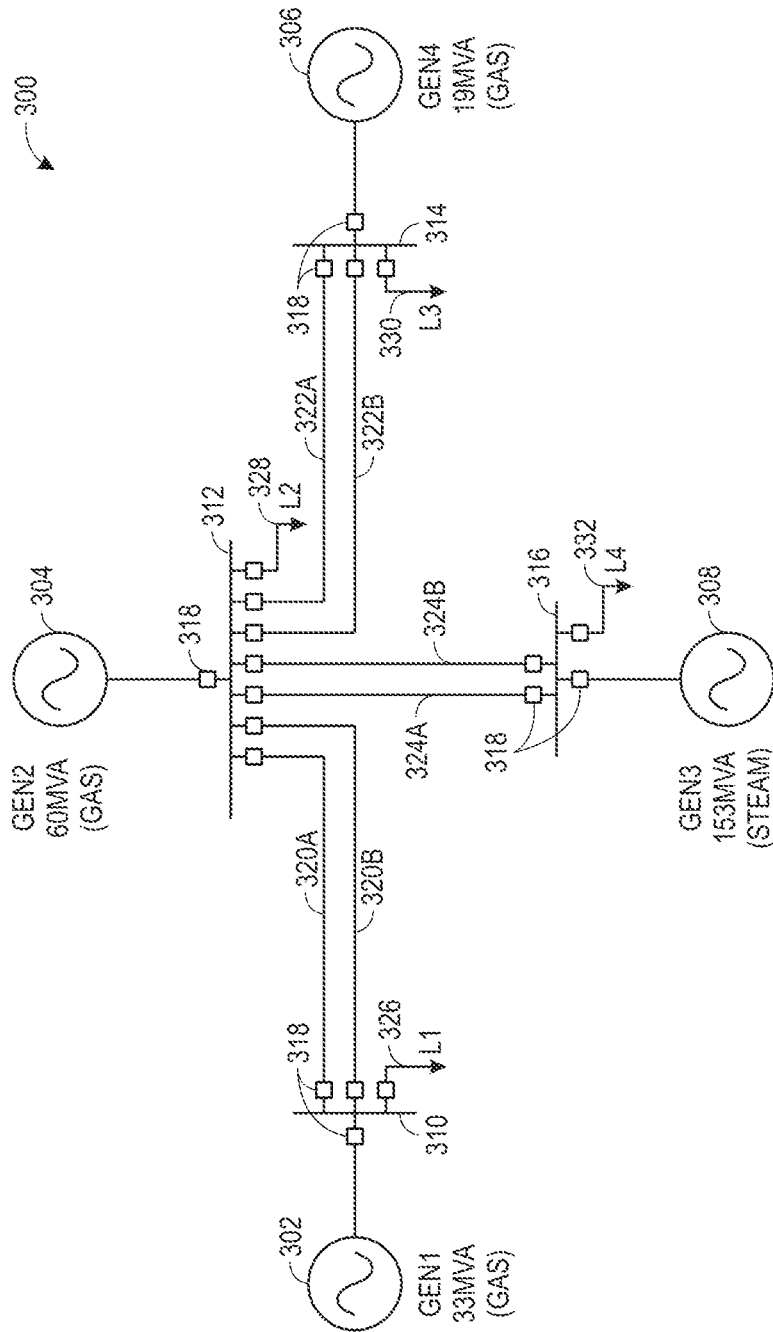 300
304
GEN2
60MVA
(GAS)
318
312
328
L2
320A
320B
322A
322B
324A
324B
302
GEN1
33MVA
(GAS)
318
310
326
L1
306
GEN4
19MVA
(GAS)
318
314
330
L3
316
332
L4
318
308
GEN3
153MVA
(STEAM)